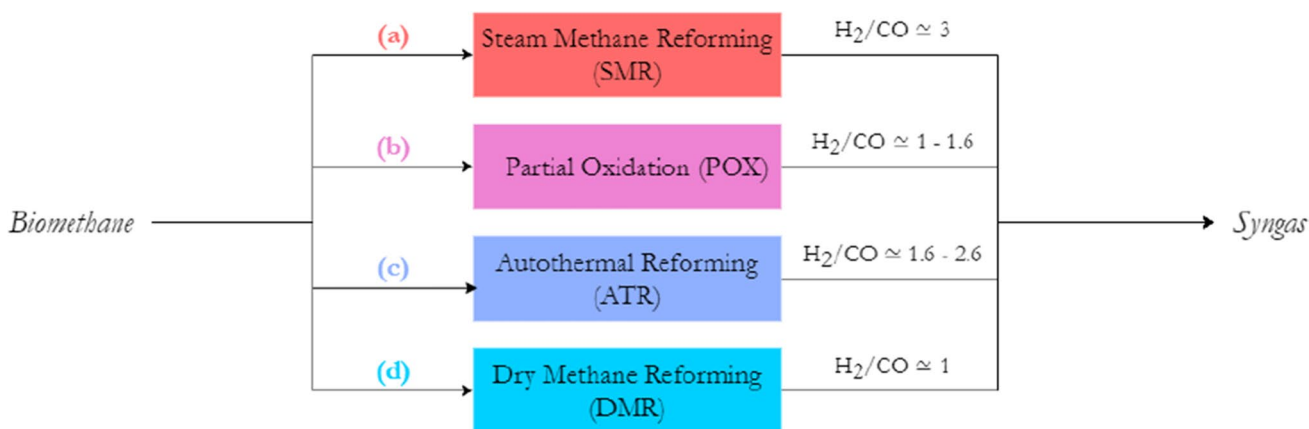 (a)
Steam Methane Reforming
(SMR)
H₂/CO ≃ 3
(b)
Partial Oxidation (POX)
H₂/CO ≃ 1 - 1.6
Biomethane
Syngas
(c)
Autothermal Reforming
(ATR)
H₂/CO ≃ 1.6 - 2.6
(d)
Dry Methane Reforming
(DMR)
H₂/CO ≃ 1